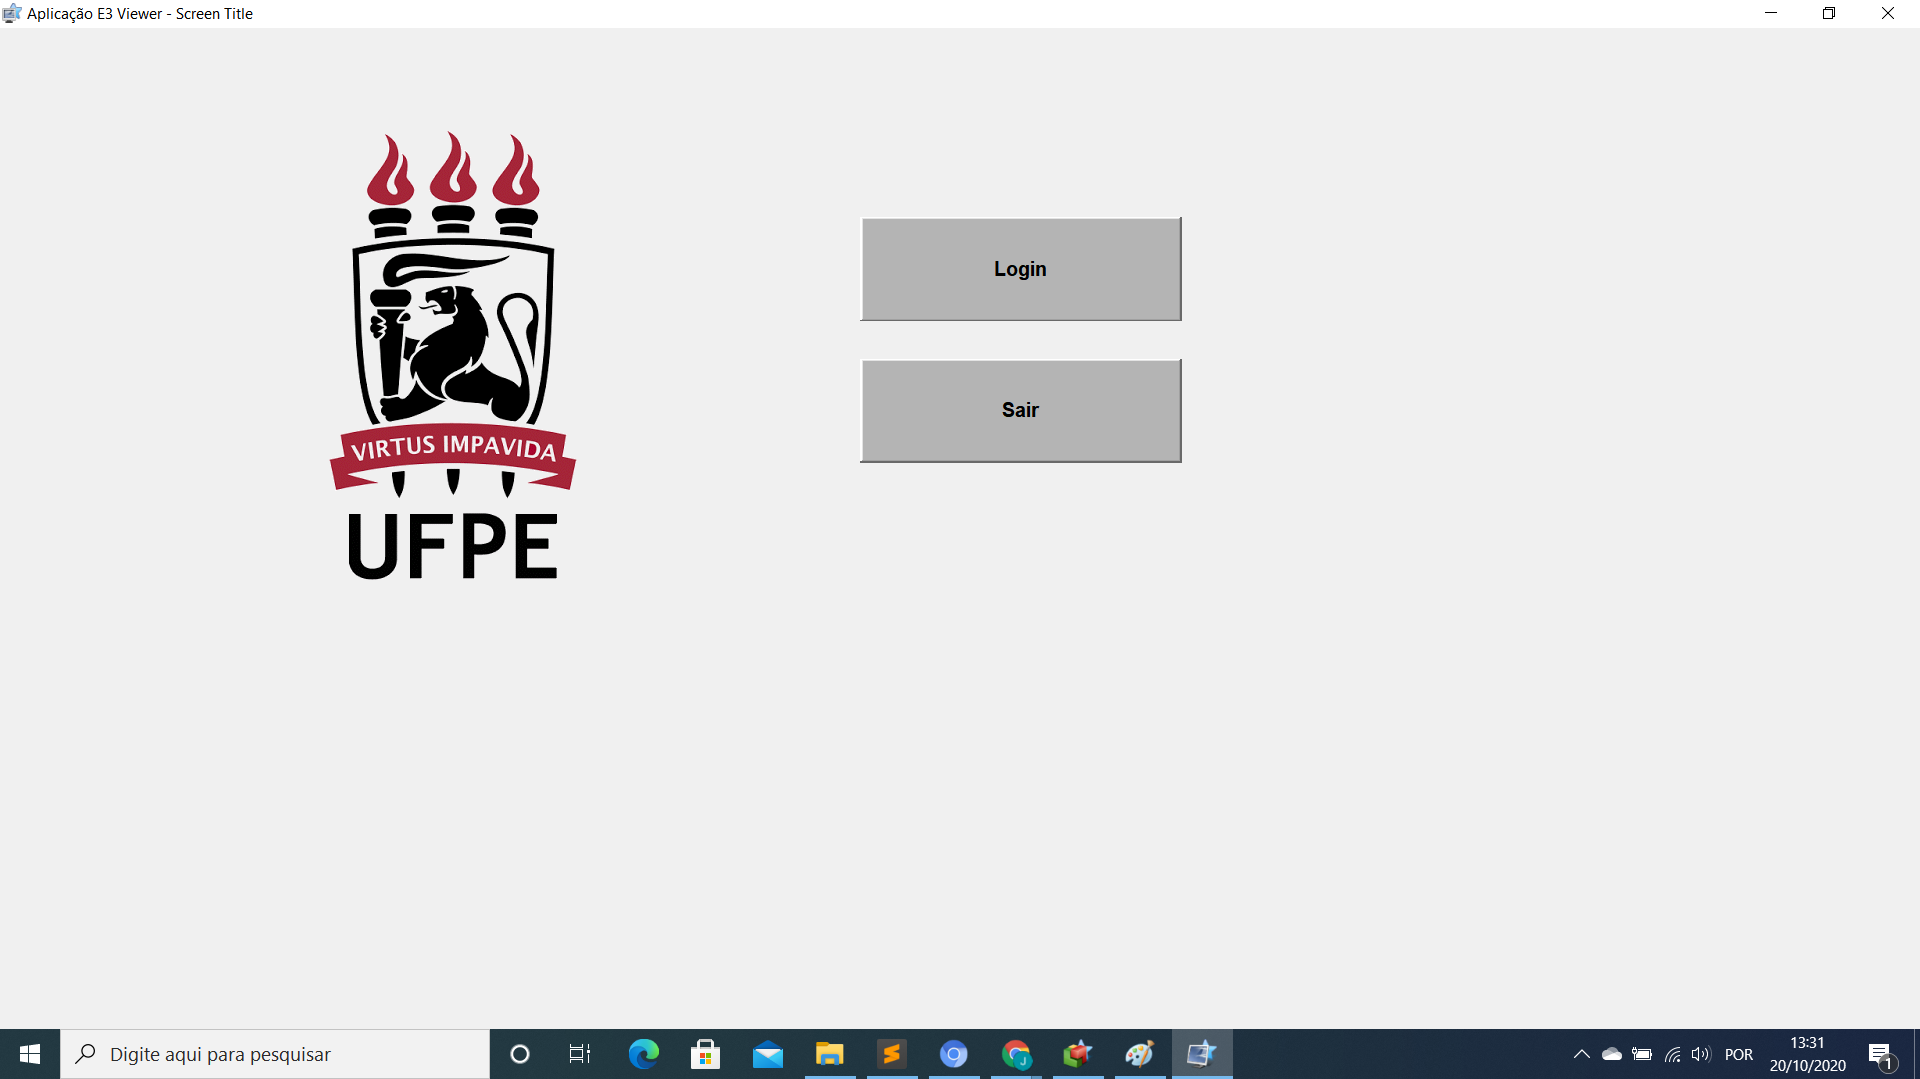 Aplicação E3 Viewer - Screen Title
VIRTUS IMPAVIDA
UFPE
Login
Sair
Digite aqui para pesquisar
J
POR
13:31
20/10/2020
1